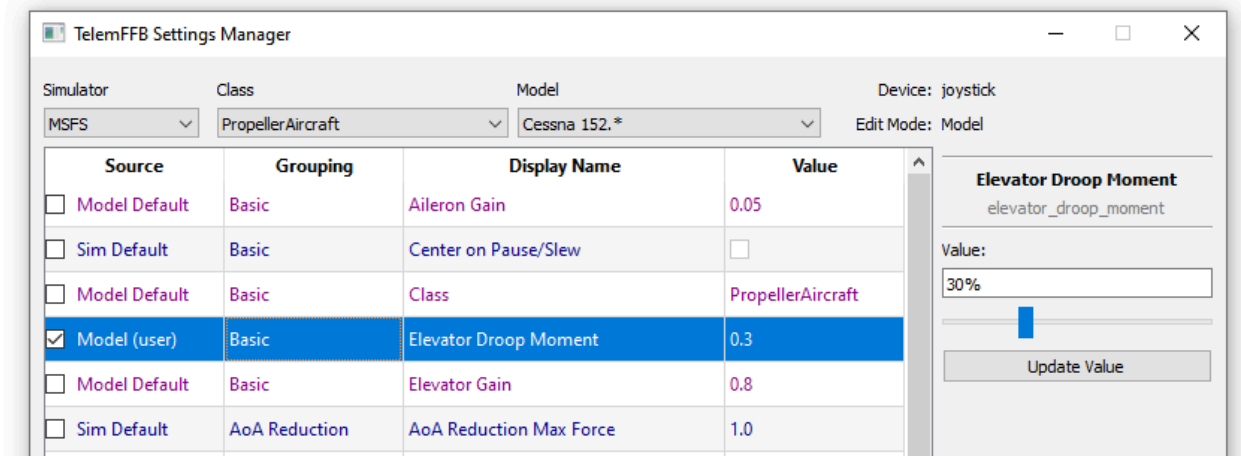 TelemFFB Settings Manager
Simulator Class Model Device: joystick
MSFS PropellerAircraft Cessna 152.* Edit Mode: Model
Source Grouping Display Name Value
Elevator Droop Moment
elevator_droop_moment
Model Default Basic Aileron Gain 0.05
Sim Default Basic Center on Pause/Slew
Value:
Model Default Basic Class PropellerAircraft
30%
Model (user) Basic Elevator Droop Moment 0.3
Update Value
Model Default Basic Elevator Gain 0.8
Sim Default AoA Reduction AoA Reduction Max Force 1.0